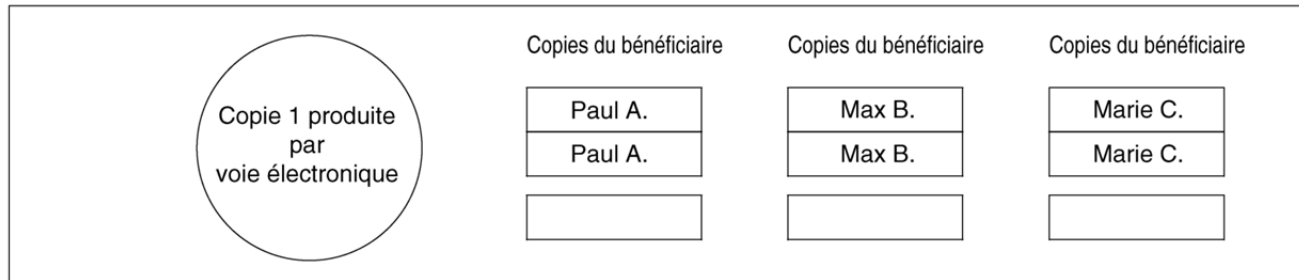 Copie 1 produite
par
voie électronique
Copies du bénéficiaire
Paul A.
Paul A.
Copies du bénéficiaire
Max B.
Max B.
Copies du bénéficiaire
Marie C.
Marie C.